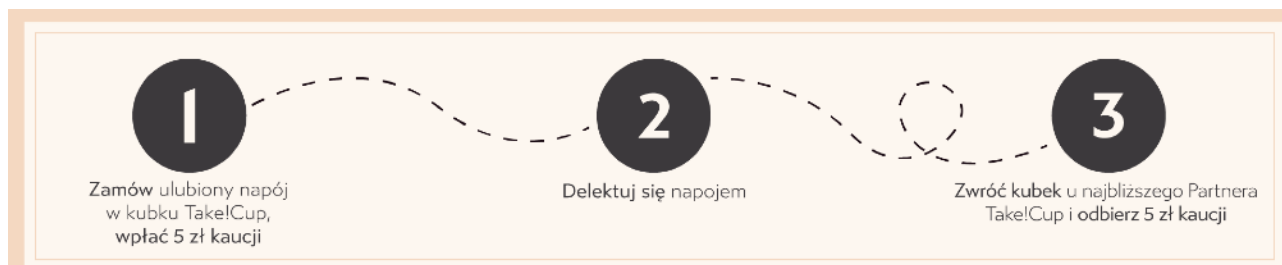 1
Zamów ulubiony napój
w kubku Take!Cup,
wpłać 5 zł kaucji
2
Delektuj się napojem
3
Zwróć kubek u najbliższego Partnera
Take!Cup i odbierz 5 zł kaucji